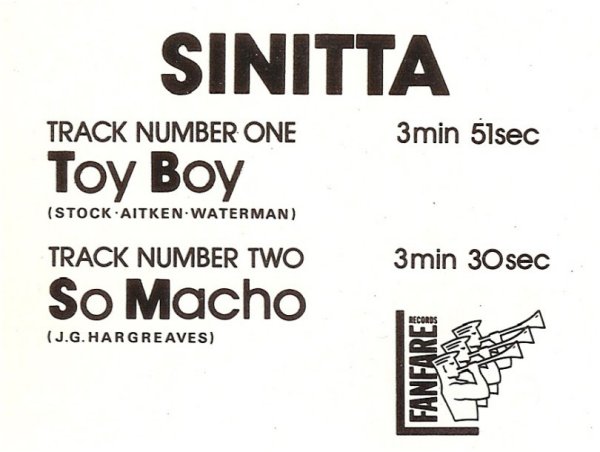 SINITTA
TRACK NUMBER ONE 3min 51sec
Toy Boy
(STOCK·AITKEN·WATERMAN)
TRACK NUMBER TWO 3min 30sec
So Macho
(J.G.HARGREAVES)
FANFARE RECORDS